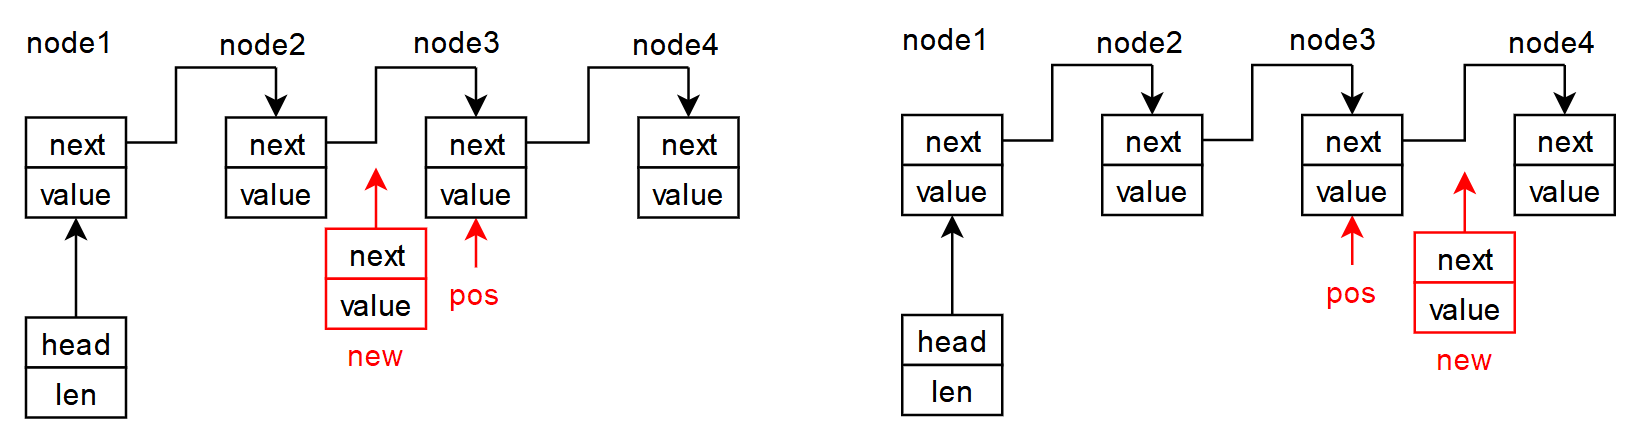 node1 node2 node3 node4
next next next next
value value value value
next
value
pos
new
head
len
node1 node2 node3 node4
next next next next
value value value value
next
value
pos
new
head
len